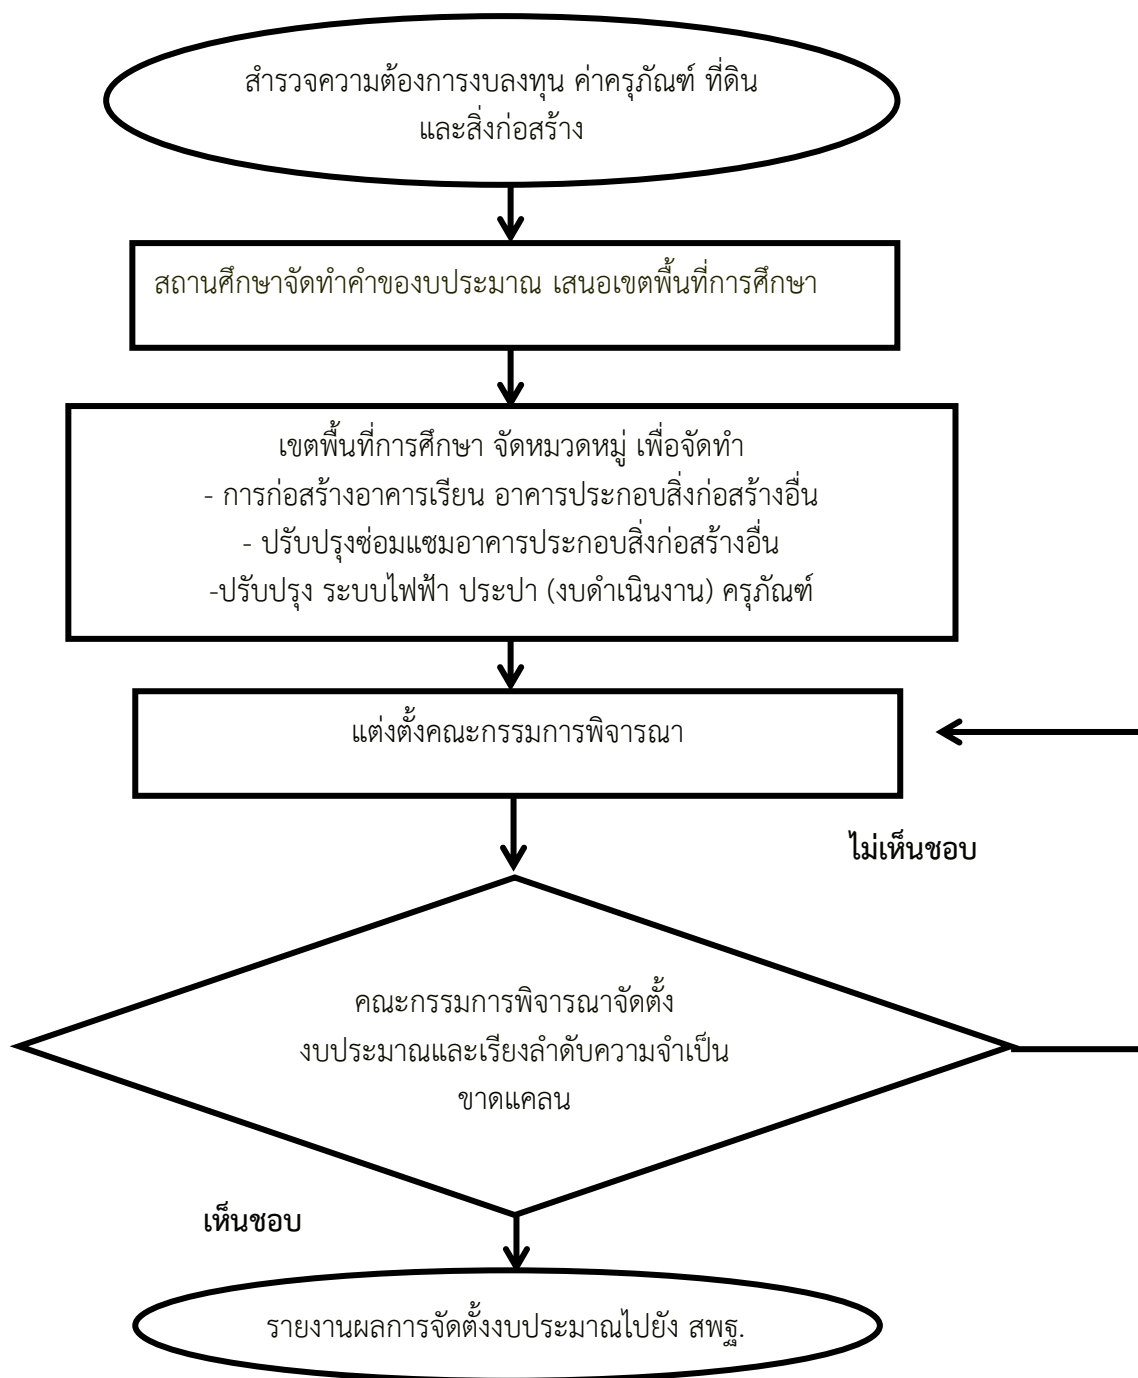 สำรวจความต้องการงบลงทุน ค่าครุภัณฑ์ ที่ดิน
และสิ่งก่อสร้าง
สถานศึกษาจัดทำคำของบประมาณ เสนอเขตพื้นที่การศึกษา
เขตพื้นที่การศึกษา จัดหมวดหมู่ เพื่อจัดทำ
- การก่อสร้างอาคารเรียน อาคารประกอบสิ่งก่อสร้างอื่น
- ปรับปรุงซ่อมแซมอาคารประกอบสิ่งก่อสร้างอื่น
-ปรับปรุง ระบบไฟฟ้า ประปา (งบดำเนินงาน) ครุภัณฑ์
แต่งตั้งคณะกรรมการพิจารณา
ไม่เห็นชอบ
คณะกรรมการพิจารณาจัดตั้ง
งบประมาณและเรียงลำดับความจำเป็น
ขาดแคลน
เห็นชอบ
รายงานผลการจัดตั้งงบประมาณไปยัง สพฐ.